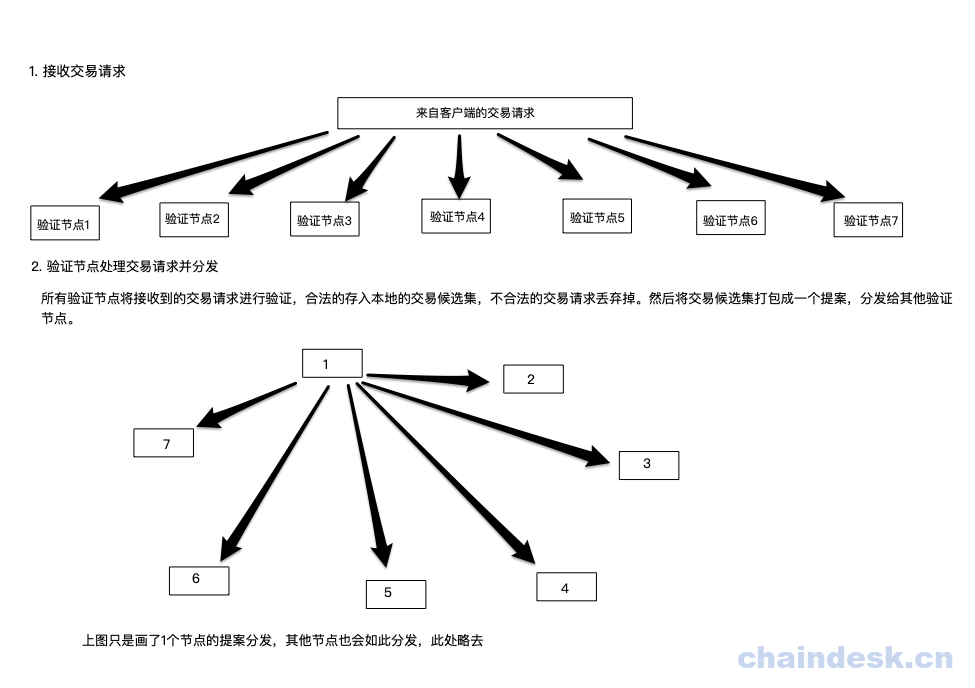 1. 接收交易请求
来自客户端的交易请求
验证节点1
验证节点2
验证节点3
验证节点4
验证节点5
验证节点6
验证节点7
2. 验证节点处理交易请求并分发
所有验证节点将接收到的交易请求进行验证，合法的存入本地的交易候选集，不合法的交易请求丢弃掉。然后将交易候选集打包成一个提案，分发给其他验证
节点。
1
2
7
3
6
5
4
上图只是画了1个节点的提案分发，其他节点也会如此分发，此处略去
chaindesk.cn